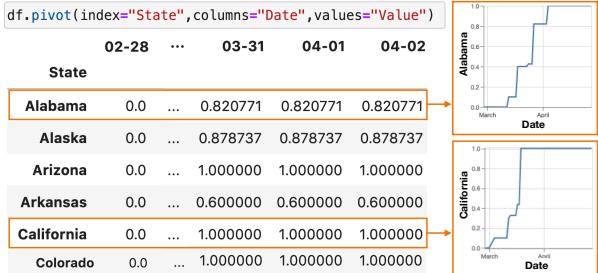 df.pivot(index="State",columns="Date",values="Value")
02-28 ... 03-31 04-01 04-02
State
Alabama 0.0 ... 0.820771 0.820771 0.820771
Alaska 0.0 ... 0.878737 0.878737 0.878737
Arizona 0.0 ... 1.000000 1.000000 1.000000
Arkansas 0.0 ... 0.600000 0.600000 0.600000
California 0.0 ... 1.000000 1.000000 1.000000
Colorado 0.0 ... 1.000000 1.000000 1.000000
Alabama
1.0
0.8
0.6
0.4
0.2
0.0
March April
Date
California
1.0
0.8
0.6
0.4
0.2
0.0
March April
Date